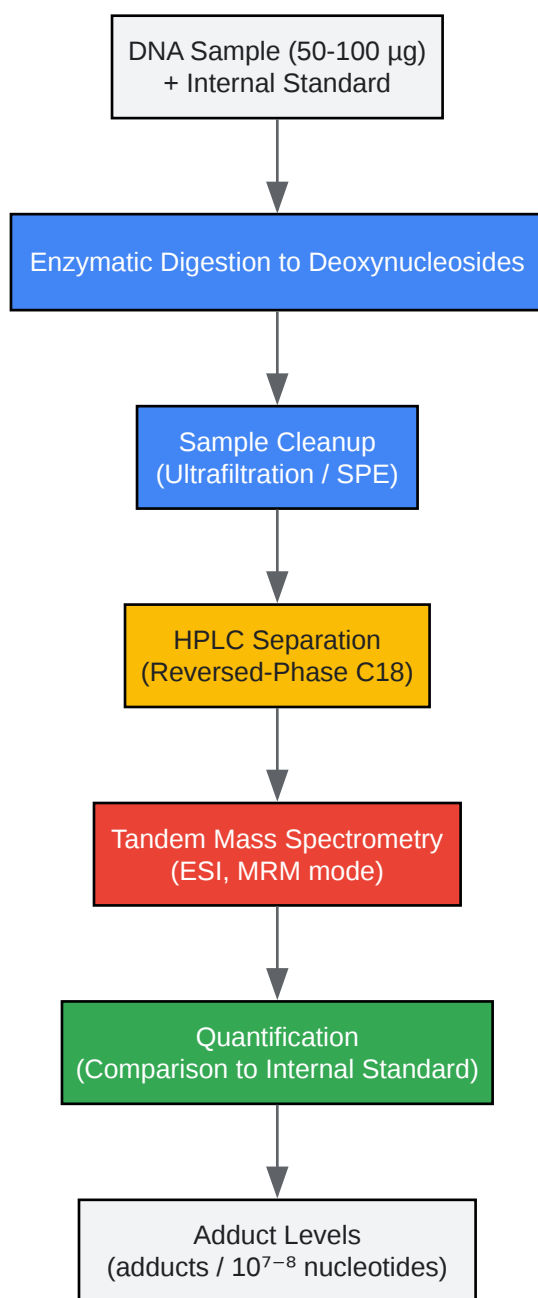 DNA Sample (50-100 µg)
+ Internal Standard
Enzymatic Digestion to Deoxynucleosides
Sample Cleanup
(Ultrafiltration / SPE)
HPLC Separation
(Reversed-Phase C18)
Tandem Mass Spectrometry
(ESI, MRM mode)
Quantification
(Comparison to Internal Standard)
Adduct Levels
(adducts / 10⁷⁻⁸ nucleotides)